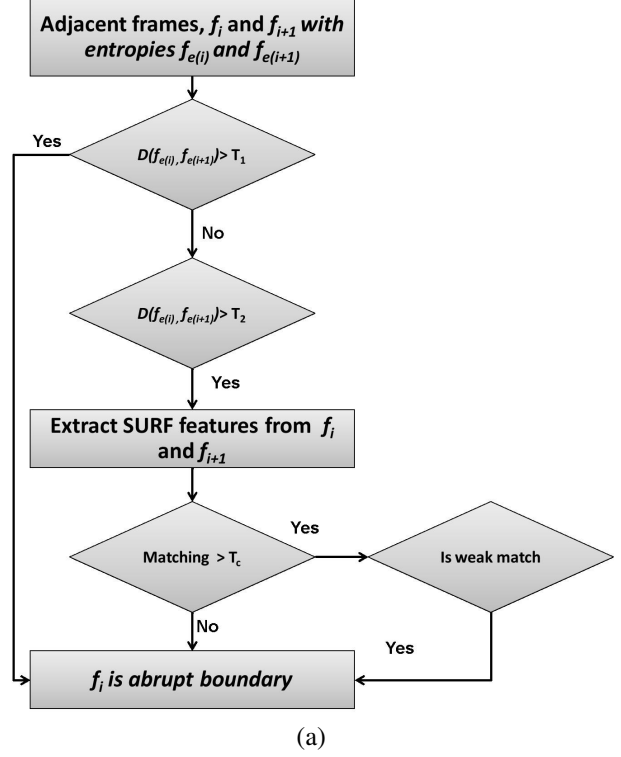 Adjacent frames, fᵢ and fᵢ₊₁ with
entropies fₑ₍ᵢ₎ and fₑ₍ᵢ₊₁₎
Yes
D(fₑ₍ᵢ₎, fₑ₍ᵢ₊₁₎)> T₁
No
D(fₑ₍ᵢ₎, fₑ₍ᵢ₊₁₎)> T₂
Yes
Extract SURF features from fᵢ
and fᵢ₊₁
Yes
Matching > T_c
Is weak match
No
Yes
fᵢ is abrupt boundary
(a)